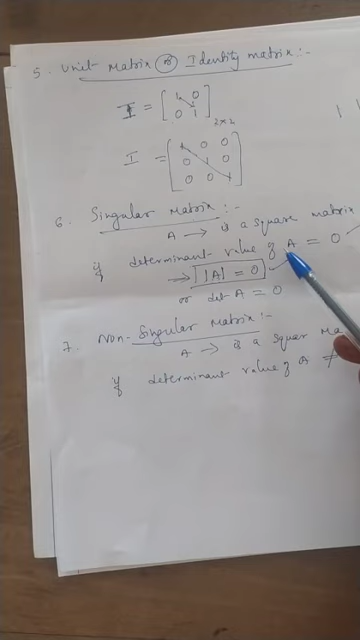 5. Unit Matrix or Identity matrix :-
I = [ 1 0
0 1 ] 2×2
I = [ 1 0 0
0 1 0
0 0 1 ]
6. Singular Matrix :-
A → is a square matrix
if determinant value of A = 0
→ |A| = 0
or det A = 0
7. Non-Singular Matrix :-
A → is a squar Ma
if determinant value of A ≠